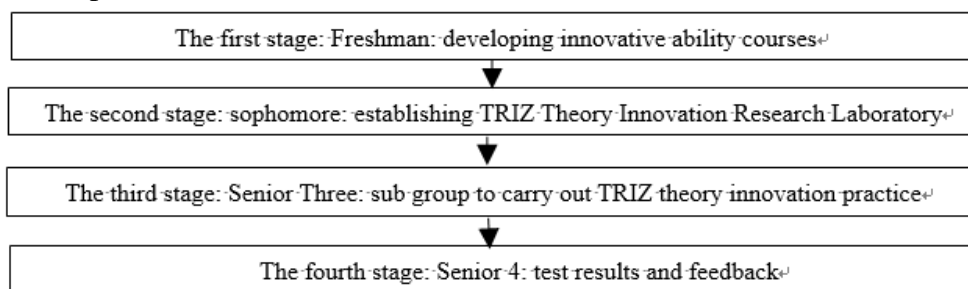 The first stage: Freshman: developing innovative ability courses
The second stage: sophomore: establishing TRIZ Theory Innovation Research Laboratory
The third stage: Senior Three: sub group to carry out TRIZ theory innovation practice
The fourth stage: Senior 4: test results and feedback